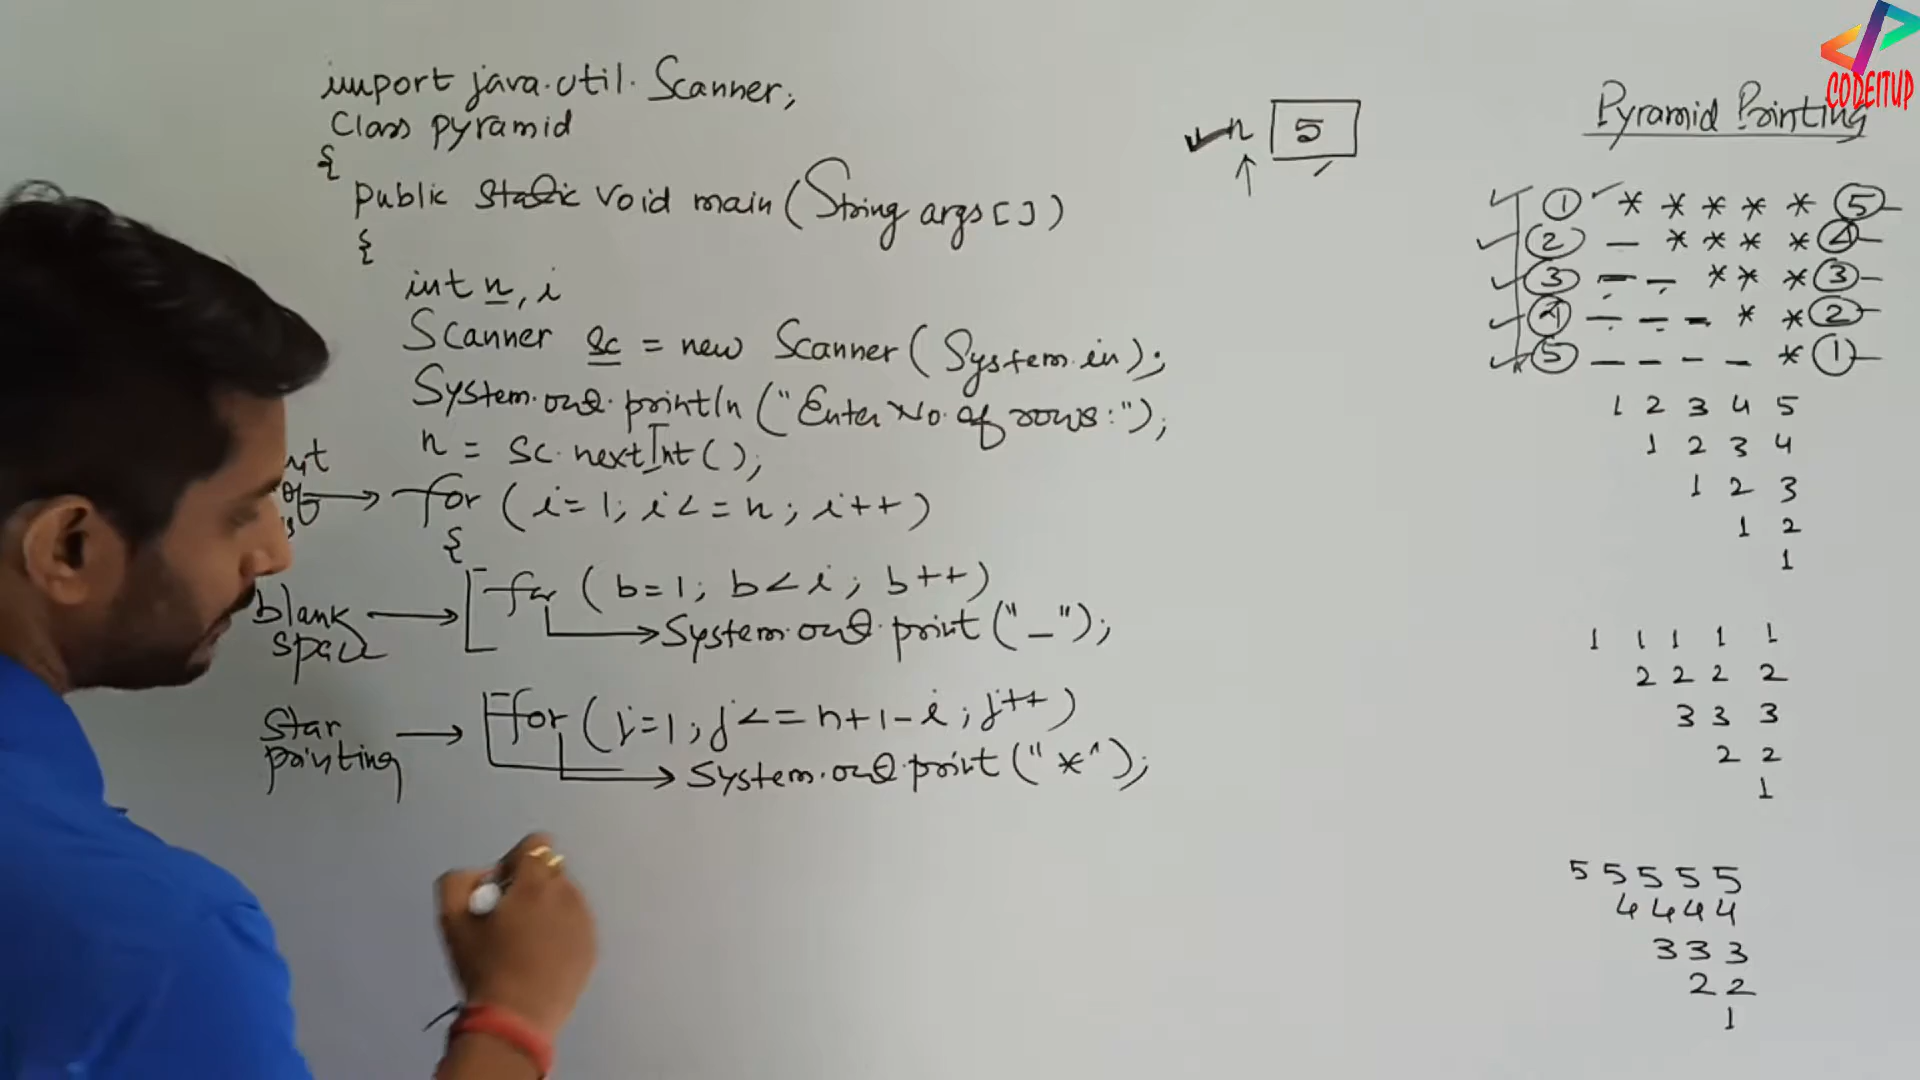 import java.util.Scanner;
Class pyramid
{
public static void main(String args[])
{
int n, i
Scanner sc = new Scanner(System.in);
System.out.println("Enter No. of rows:");
n = sc.nextInt();
for (i=1; i<=n; i++)
{
blank space → for (b=1; b<i; b++)
System.out.print("_");
Star printing → for (j=1; j<=n+1-i; j++)
System.out.print("*");
n 5
CODEITUP
Pyramid Printing
1 * * * * * 5
2 _ * * * * 4
3 _ _ * * * 3
4 _ _ _ * * 2
5 _ _ _ _ * 1
1 2 3 4 5
1 2 3 4
1 2 3
1 2
1
1 1 1 1 1
2 2 2 2
3 3 3
2 2
1
5 5 5 5 5
4 4 4 4
3 3 3
2 2
1